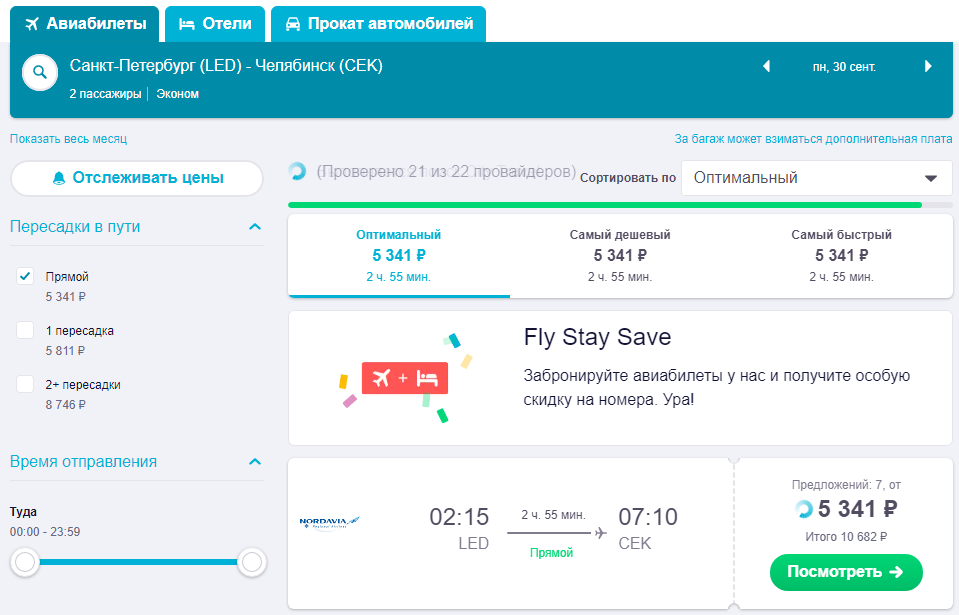 Авиабилеты
Отели
Прокат автомобилей
Санкт-Петербург (LED) - Челябинск (CEK)
2 пассажиры | Эконом
пн, 30 сент.
Показать весь месяц
За багаж может взиматься дополнительная плата
Отслеживать цены
(Проверено 21 из 22 провайдеров)
Сортировать по
Оптимальный
Пересадки в пути
Прямой
5 341 ₽
1 пересадка
5 811 ₽
2+ пересадки
8 746 ₽
Время отправления
Туда
00:00 - 23:59
Оптимальный
5 341 ₽
2 ч. 55 мин.
Самый дешевый
5 341 ₽
2 ч. 55 мин.
Самый быстрый
5 341 ₽
2 ч. 55 мин.
Fly Stay Save
Забронируйте авиабилеты у нас и получите особую
скидку на номера. Ура!
NORDAVIA
Regional Airlines
02:15
LED
2 ч. 55 мин.
Прямой
07:10
CEK
Предложений: 7, от
5 341 ₽
Итого 10 682 ₽
Посмотреть